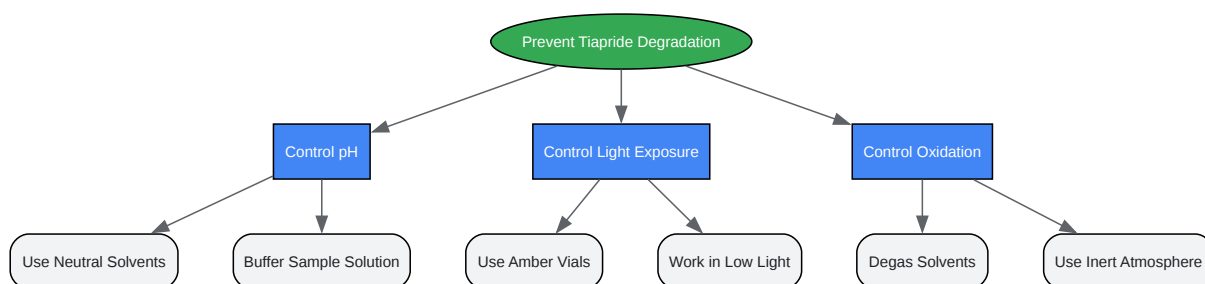 Prevent Tiapride Degradation
Control pH
Control Light Exposure
Control Oxidation
Use Neutral Solvents
Buffer Sample Solution
Use Amber Vials
Work in Low Light
Degas Solvents
Use Inert Atmosphere